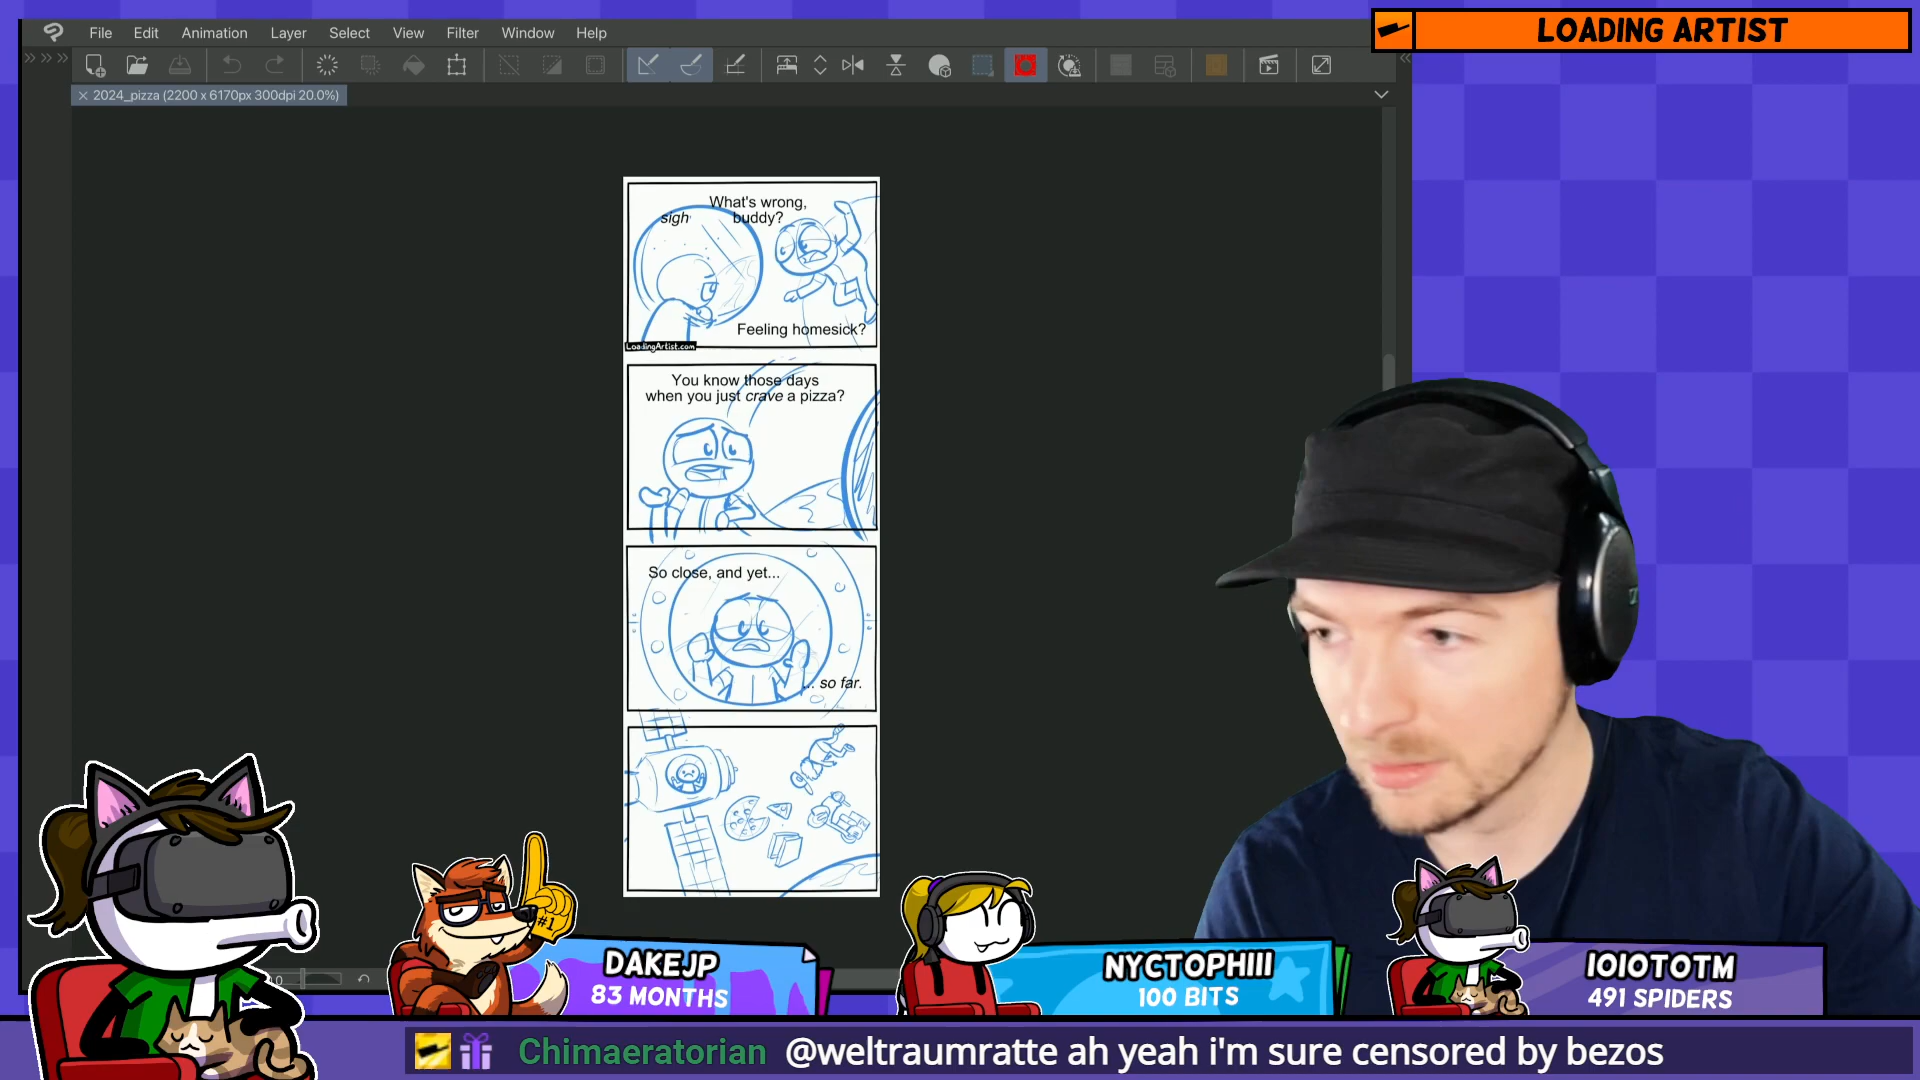 LOADING ARTIST
File Edit Animation Layer Select View Filter Window Help
2024_pizza (2200 x 6170px 300dpi 20.0%)
What's wrong,
sigh buddy?
Feeling homesick?
LoadingArtist.com
You know those days
when you just crave a pizza?
So close, and yet...
... so far.
#1
DAKEJP
83 MONTHS
NYCTOPHIII
100 BITS
IOIOTOTM
491 SPIDERS
Chimaeratorian @weltraumratte ah yeah i'm sure censored by bezos